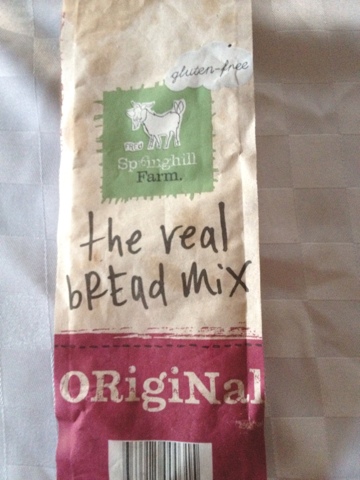 gluten-free
Springhill
Farm.
the real
bREad mix
ORigiNal